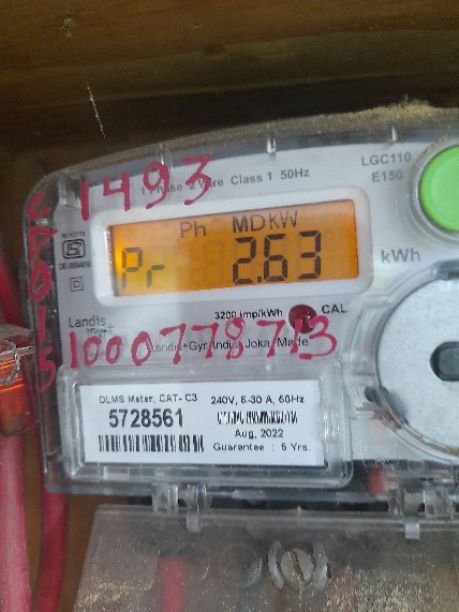 1493
LGC110
E150
1 Phase 2 Wire Class 1 50Hz
Ph MDKW
Pr 2.63
kWh
3200 imp/kWh
CAL
Landis
Gyr
Landis+Gyr, India, Joka, Made
1000778713
DLMS Meter, CAT- C3
240V, 5-30 A, 50Hz
5728561
Aug, 2022
Guarantee : 5 Yrs.